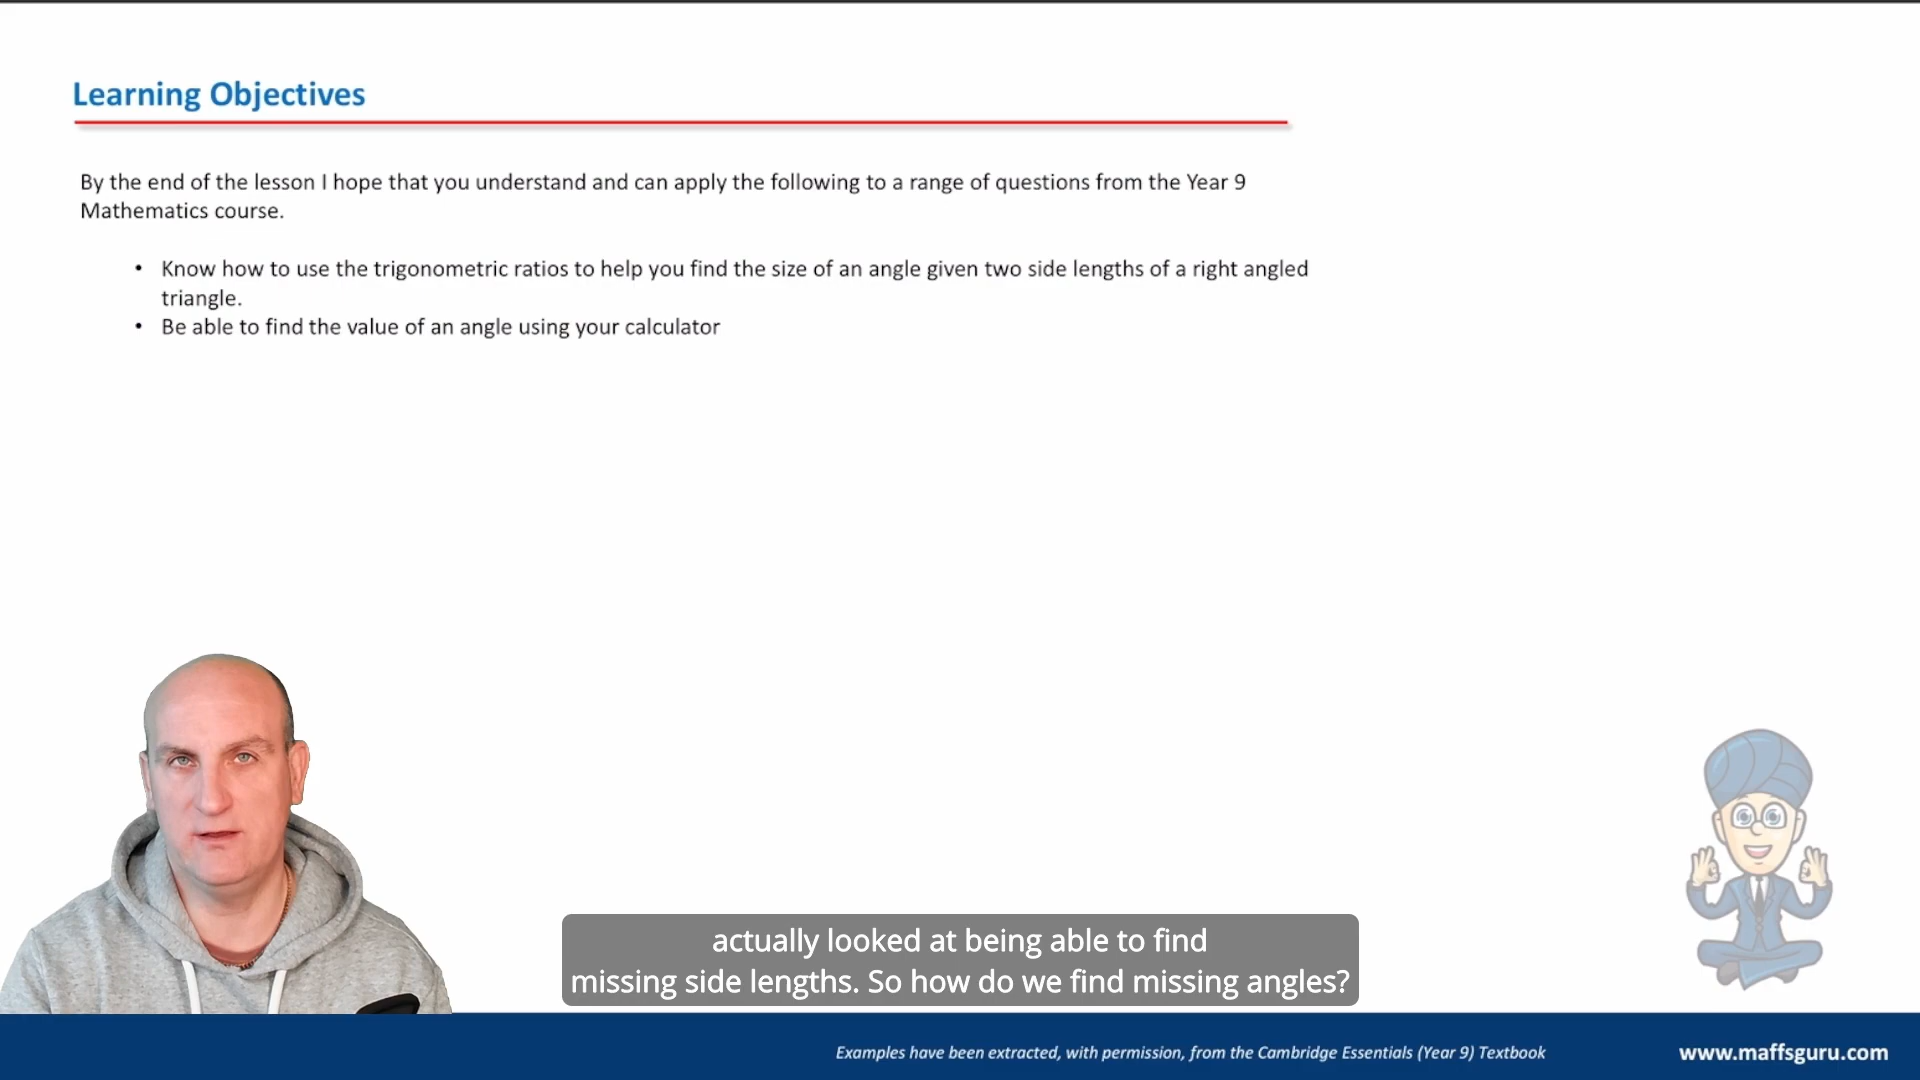 Learning Objectives
By the end of the lesson I hope that you understand and can apply the following to a range of questions from the Year 9
Mathematics course.
• Know how to use the trigonometric ratios to help you find the size of an angle given two side lengths of a right angled
triangle.
• Be able to find the value of an angle using your calculator
actually looked at being able to find
missing side lengths. So how do we find missing angles?
Examples have been extracted, with permission, from the Cambridge Essentials (Year 9) Textbook
www.maffsguru.com